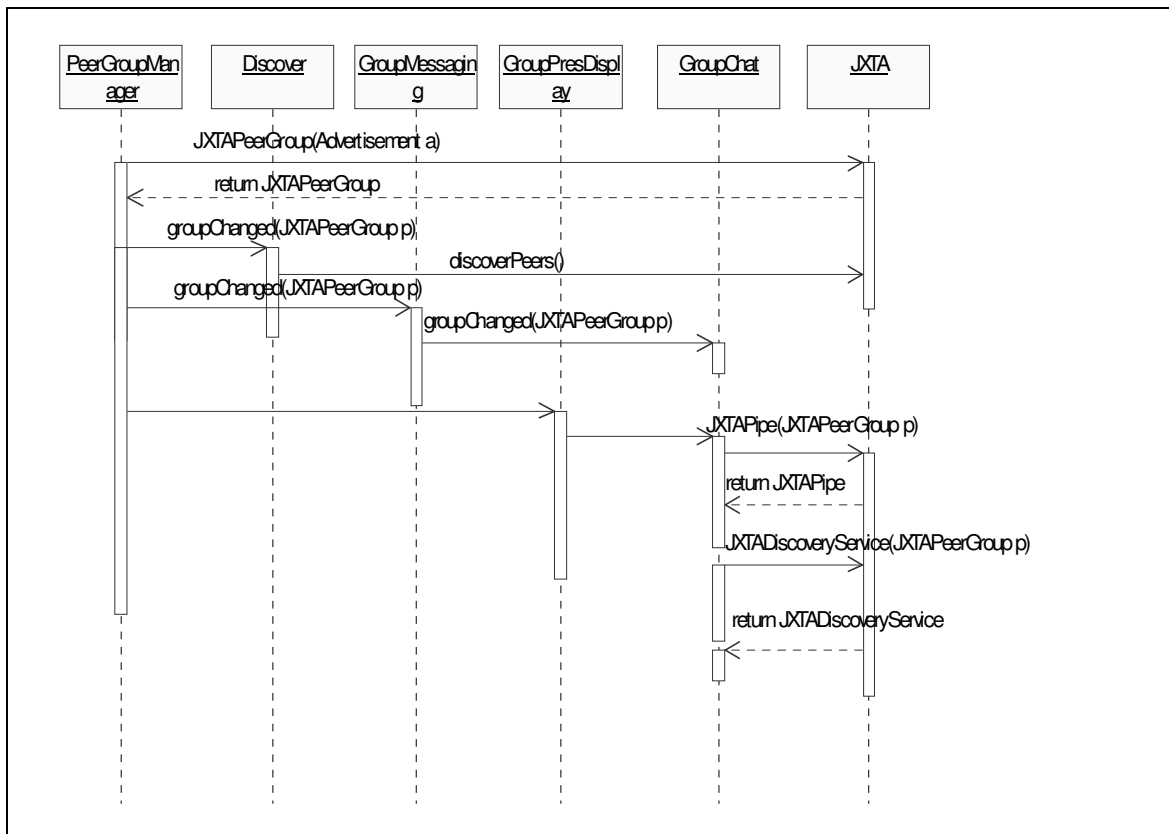 PeerGroupMan
ager
Discover
GroupMessagin
g
GroupPresDispl
ay
GroupChat
JXTA
JXTAPeerGroup(Advertisement a)
return JXTAPeerGroup
groupChanged(JXTAPeerGroup p)
discoverPeers()
groupChanged(JXTAPeerGroup p)
groupChanged(JXTAPeerGroup p)
JXTAPipe(JXTAPeerGroup p)
return JXTAPipe
JXTADiscoveryService(JXTAPeerGroup p)
return JXTADiscoveryService